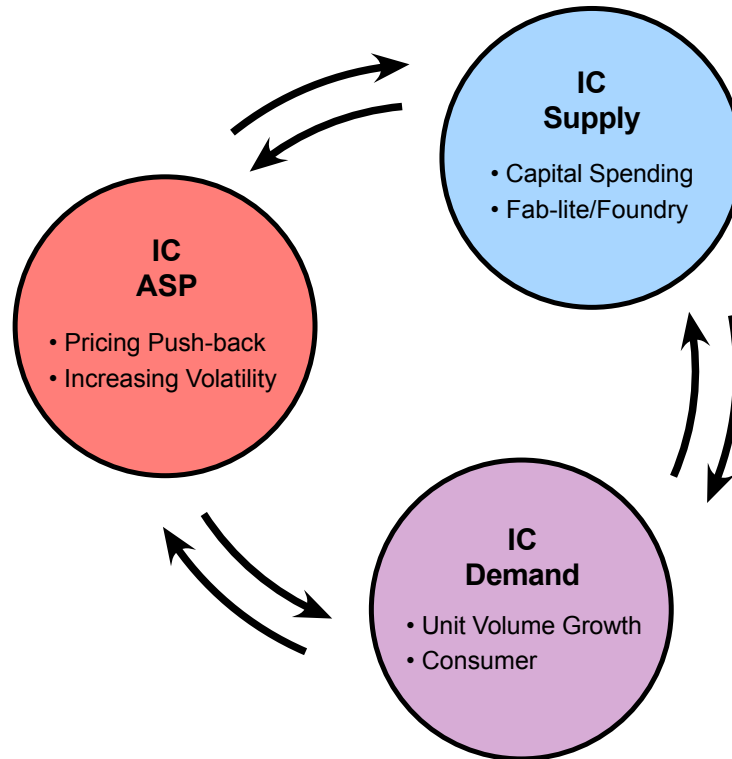 IC
Supply
• Capital Spending
• Fab-lite/Foundry
IC
ASP
• Pricing Push-back
• Increasing Volatility
IC
Demand
• Unit Volume Growth
• Consumer